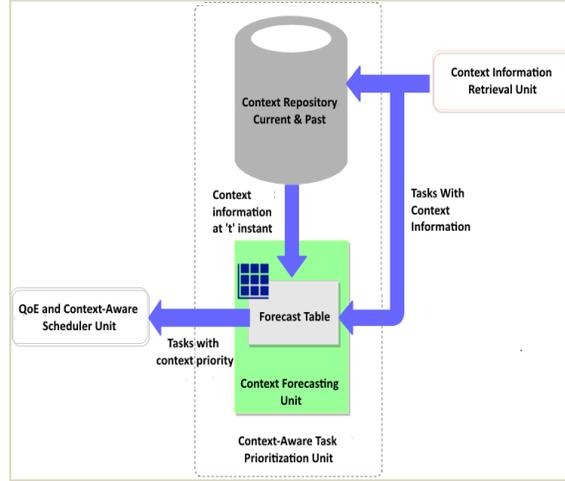 Context Information
Retrieval Unit
Context Repository
Current & Past
Context
information
at 't' instant
Tasks With
Context
Information
QoE and Context-Aware
Scheduler Unit
Forecast Table
Tasks with
context priority
Context Forecasting
Unit
Context-Aware Task
Prioritization Unit